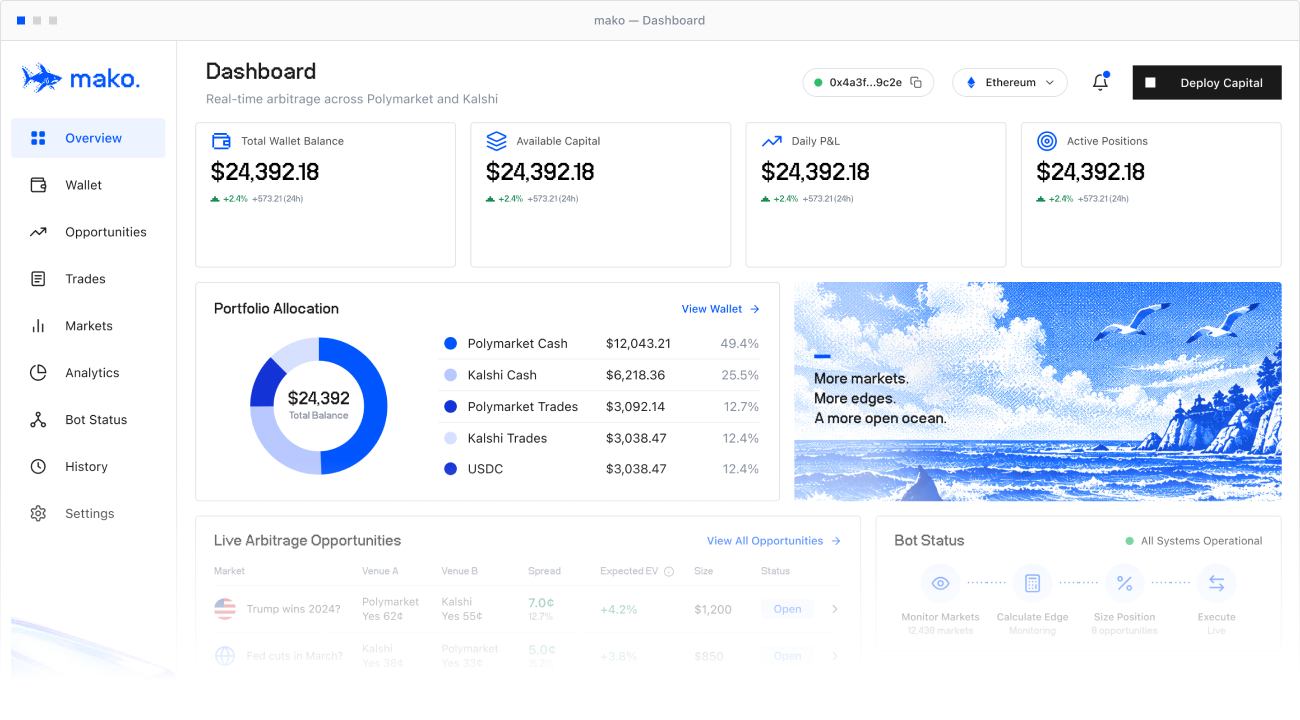 mako — Dashboard
mako.
Overview
Wallet
Opportunities
Trades
Markets
Analytics
Bot Status
History
Settings
Dashboard
Real-time arbitrage across Polymarket and Kalshi
0x4a3f...9c2e
Ethereum
Deploy Capital
Total Wallet Balance
$24,392.18
+2.4% +573.21 (24h)
Available Capital
$24,392.18
+2.4% +573.21 (24h)
Daily P&L
$24,392.18
+2.4% +573.21 (24h)
Active Positions
$24,392.18
+2.4% +573.21 (24h)
Portfolio Allocation
View Wallet
$24,392
Total Balance
Polymarket Cash $12,043.21 49.4%
Kalshi Cash $6,218.36 25.5%
Polymarket Trades $3,092.14 12.7%
Kalshi Trades $3,038.47 12.4%
USDC $3,038.47 12.4%
More markets.
More edges.
A more open ocean.
Live Arbitrage Opportunities
View All Opportunities
Market Venue A Venue B Spread Expected EV Size Status
Trump wins 2024? Polymarket Yes 62¢ Kalshi Yes 55¢ 7.0¢ 12.7% +4.2% $1,200 Open
Fed cuts in March? Kalshi Yes 38¢ Polymarket Yes 33¢ 5.0¢ +3.8% $850 Open
Bot Status
All Systems Operational
Monitor Markets
12,439 markets
Calculate Edge
Monitoring
Size Position
6 opportunities
Execute
Live